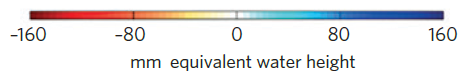 -160 -80 0 80 160
mm equivalent water height